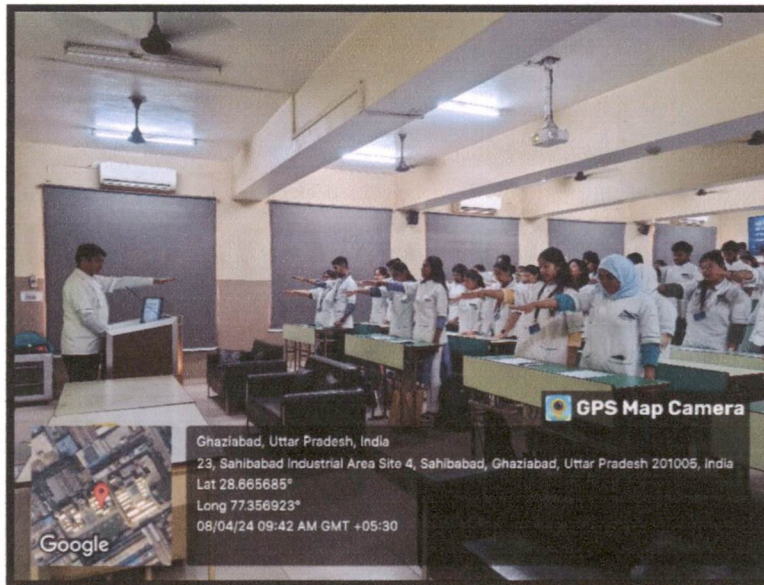 GPS Map Camera
Ghaziabad, Uttar Pradesh, India
23, Sahibabad Industrial Area Site 4, Sahibabad, Ghaziabad, Uttar Pradesh 201005, India
Lat 28.665685°
Long 77.356923°
08/04/24 09:42 AM GMT +05:30
Google